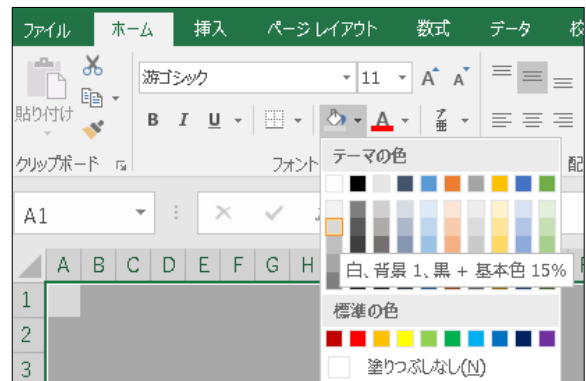 ファイル ホーム 挿入 ページ レイアウト 数式 データ 校
游ゴシック 11 A A
貼り付け B I U A 亜
クリップボード フォント 配
テーマの色
A1
白、背景 1、黒 + 基本色 15%
A B C D E F G H
標準の色
1
2
塗りつぶしなし(N)
3